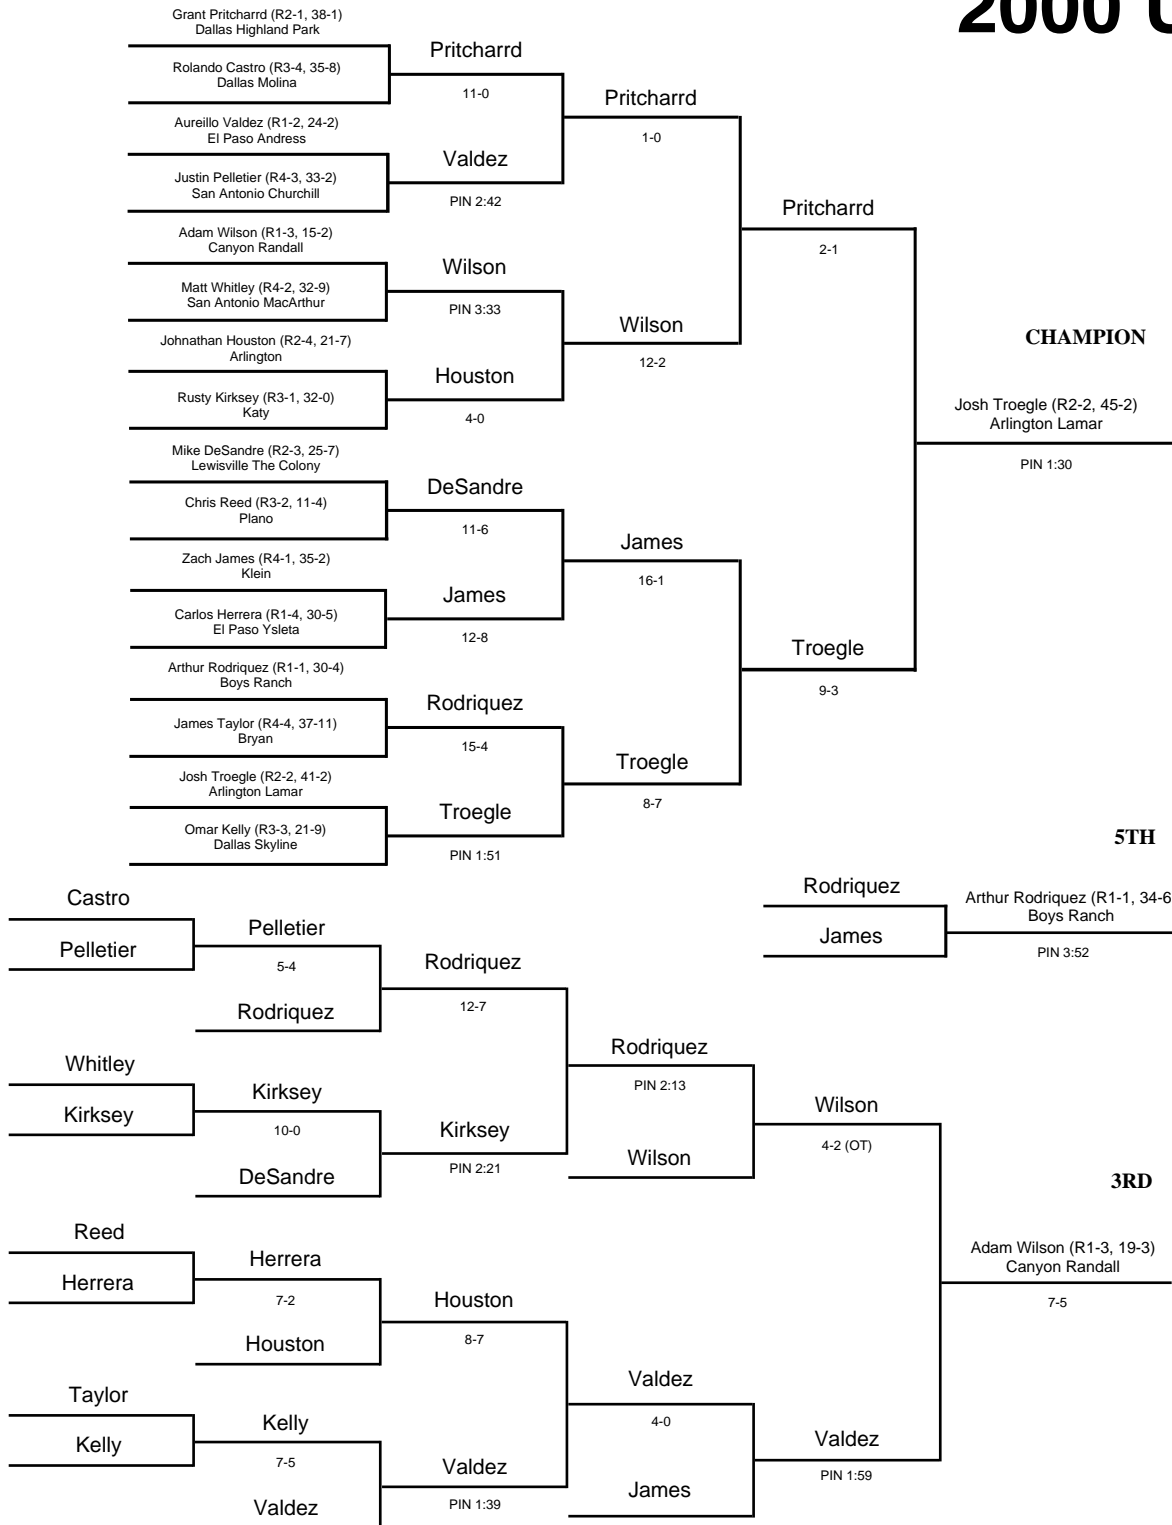 2000 U
Grant Pritcharrd (R2-1, 38-1)
Dallas Highland Park
Rolando Castro (R3-4, 35-8)
Dallas Molina
Aureillo Valdez (R1-2, 24-2)
El Paso Andress
Justin Pelletier (R4-3, 33-2)
San Antonio Churchill
Adam Wilson (R1-3, 15-2)
Canyon Randall
Matt Whitley (R4-2, 32-9)
San Antonio MacArthur
Johnathan Houston (R2-4, 21-7)
Arlington
Rusty Kirksey (R3-1, 32-0)
Katy
Mike DeSandre (R2-3, 25-7)
Lewisville The Colony
Chris Reed (R3-2, 11-4)
Plano
Zach James (R4-1, 35-2)
Klein
Carlos Herrera (R1-4, 30-5)
El Paso Ysleta
Arthur Rodriquez (R1-1, 30-4)
Boys Ranch
James Taylor (R4-4, 37-11)
Bryan
Josh Troegle (R2-2, 41-2)
Arlington Lamar
Omar Kelly (R3-3, 21-9)
Dallas Skyline
Pritcharrd
11-0
Valdez
PIN 2:42
Wilson
PIN 3:33
Houston
4-0
DeSandre
11-6
James
12-8
Rodriquez
15-4
Troegle
PIN 1:51
Pritcharrd
1-0
Wilson
12-2
James
16-1
Troegle
8-7
Pritcharrd
2-1
Troegle
9-3
CHAMPION
Josh Troegle (R2-2, 45-2)
Arlington Lamar
PIN 1:30
5TH
Rodriquez
James
Arthur Rodriquez (R1-1, 34-6
Boys Ranch
PIN 3:52
Castro
Pelletier
Whitley
Kirksey
Reed
Herrera
Taylor
Kelly
Pelletier
5-4
Rodriquez
Kirksey
10-0
DeSandre
Herrera
7-2
Houston
Kelly
7-5
Valdez
Rodriquez
12-7
Kirksey
PIN 2:21
Houston
8-7
Valdez
PIN 1:39
Rodriquez
PIN 2:13
Wilson
Valdez
4-0
James
Wilson
4-2 (OT)
Valdez
PIN 1:59
3RD
Adam Wilson (R1-3, 19-3)
Canyon Randall
7-5